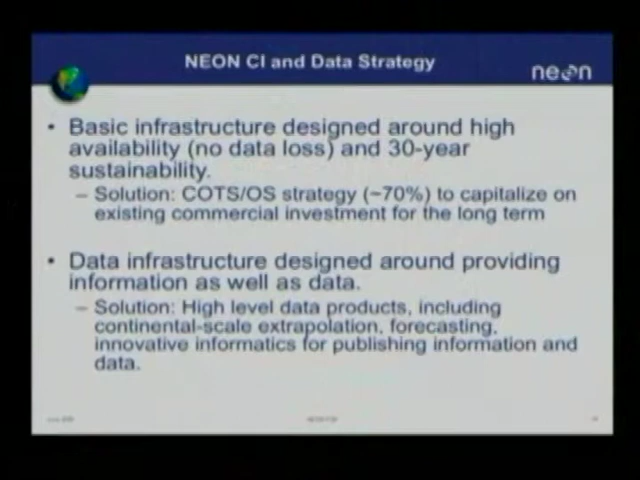 NEON CI and Data Strategy
neon
• Basic infrastructure designed around high
availability (no data loss) and 30-year
sustainability.
– Solution: COTS/OS strategy (~70%) to capitalize on
existing commercial investment for the long term
• Data infrastructure designed around providing
information as well as data.
– Solution: High level data products, including
continental-scale extrapolation, forecasting,
innovative informatics for publishing information and
data.